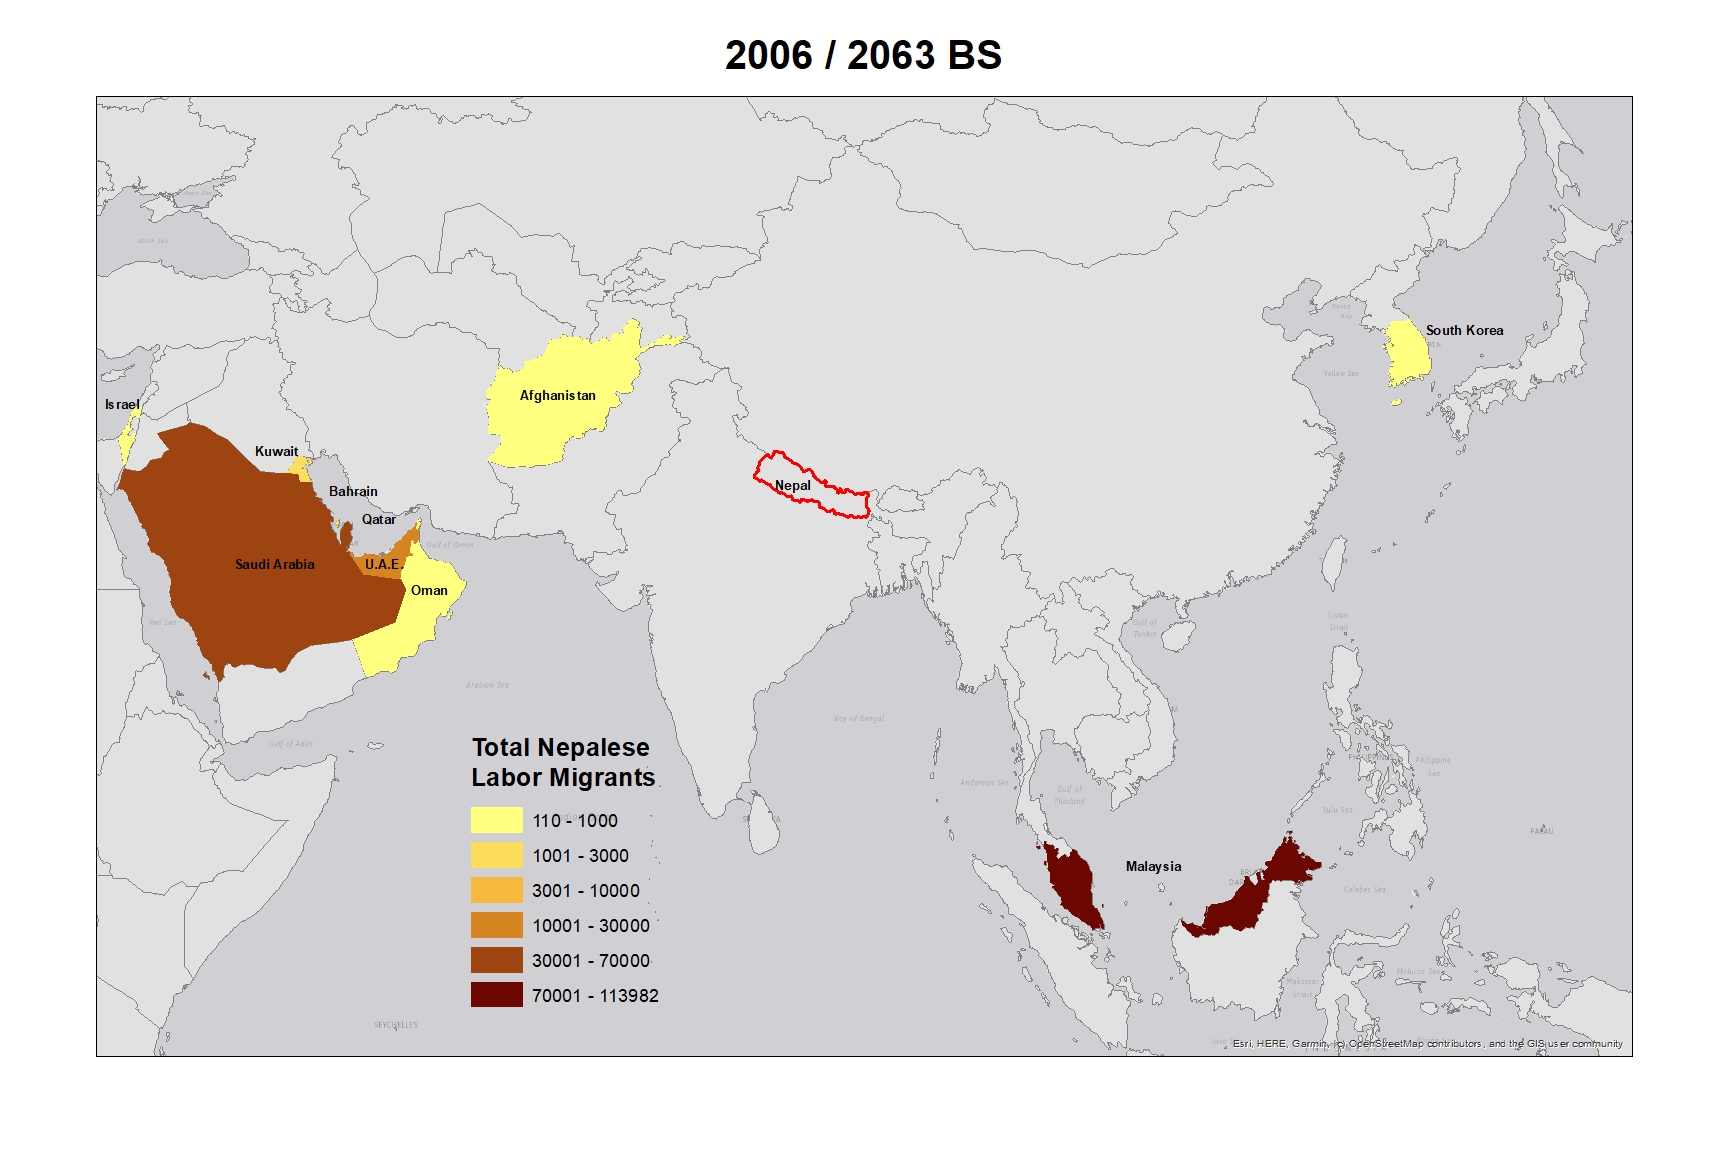 2006 / 2063 BS
Black Sea
South Korea
Yellow Sea
Israel
Afghanistan
Kuwait
Bahrain
Nepal
Qatar
Gulf of Oman
Saudi Arabia
U.A.E.
Oman
Red Sea
Luzon
Strait
Gulf of
Tonkin
Arabian Sea
Bay of Bengal
Gulf of Aden
Philippine
Sea
Andaman Sea
Gulf of
Thailand
Sulu Sea
PALAU
Malaysia
Celebes Sea
Molucca Sea
Makassar
Strait
SEYCHELLES
Total Nepalese
Labor Migrants
110 - 1000
1001 - 3000
3001 - 10000
10001 - 30000
30001 - 70000
70001 - 113982
Esri, HERE, Garmin, (c) OpenStreetMap contributors, and the GIS user community